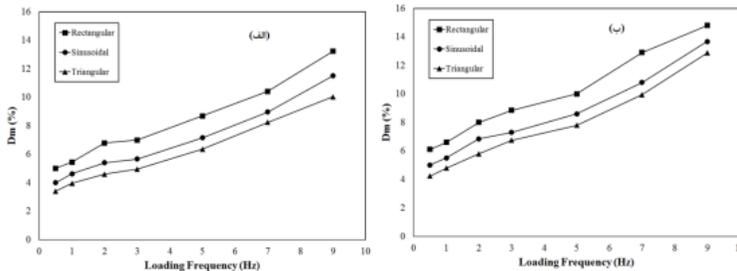 16
14
12
10
8
6
4
2
0
Dm (%)
Rectangular
Sinusoidal
Triangular
(الف)
0 1 2 3 4 5 6 7 8 9 10
Loading Frequency (Hz)
16
14
12
10
8
6
4
2
0
Dm (%)
Rectangular
Sinusoidal
Triangular
(ب)
0 1 2 3 4 5 6 7 8 9
Loading Frequency (Hz)